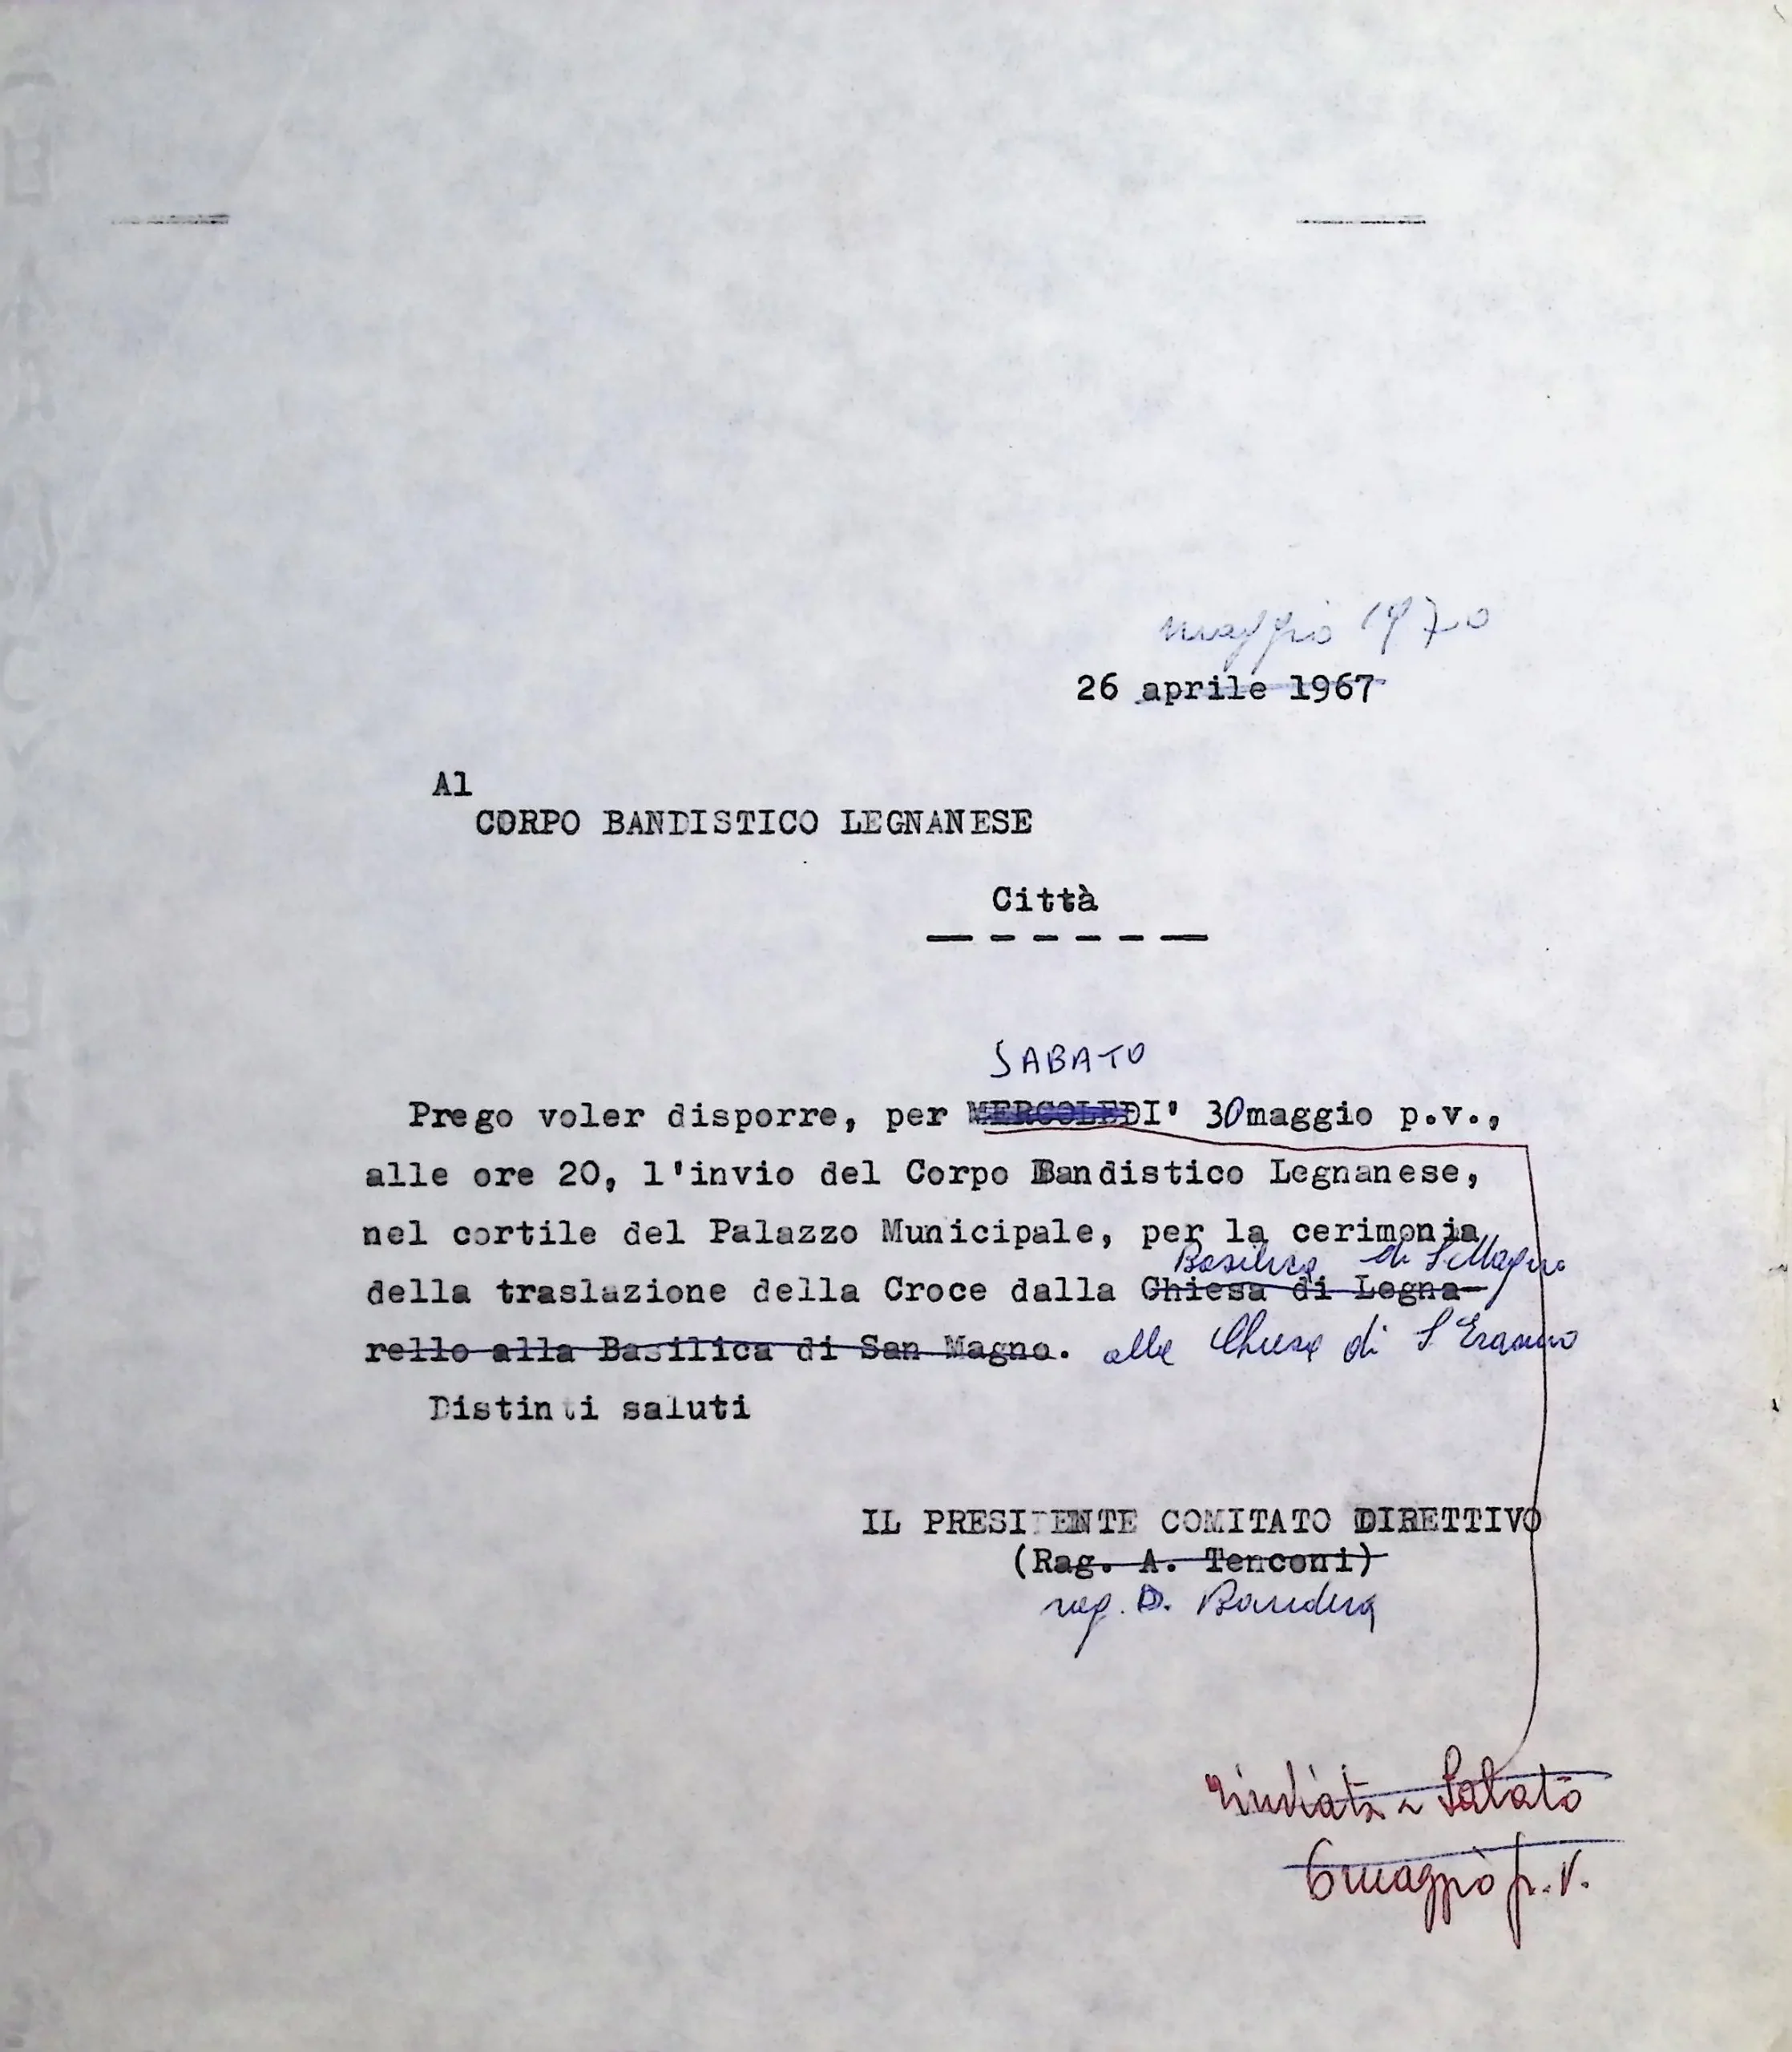 maggio 1970
26 aprile 1967
Al
CORPO BANDISTICO LEGNANESE
Città
SABATO
Prego voler disporre, per MERCOLEDI' 30 maggio p.v.,
alle ore 20, l'invio del Corpo Bandistico Legnanese,
nel cortile del Palazzo Municipale, per la cerimonia
Basilica di S. Magno
della traslazione della Croce dalla Chiesa di Legna-
rello alla Basilica di San Magno. alla Chiesa di S. Erasmo
Distinti saluti
IL PRESIDENTE COMITATO DIRETTIVO
(Rag. A. Tenconi)
rag. D. Bandera
rinviata a Sabato
6 maggio p.v.